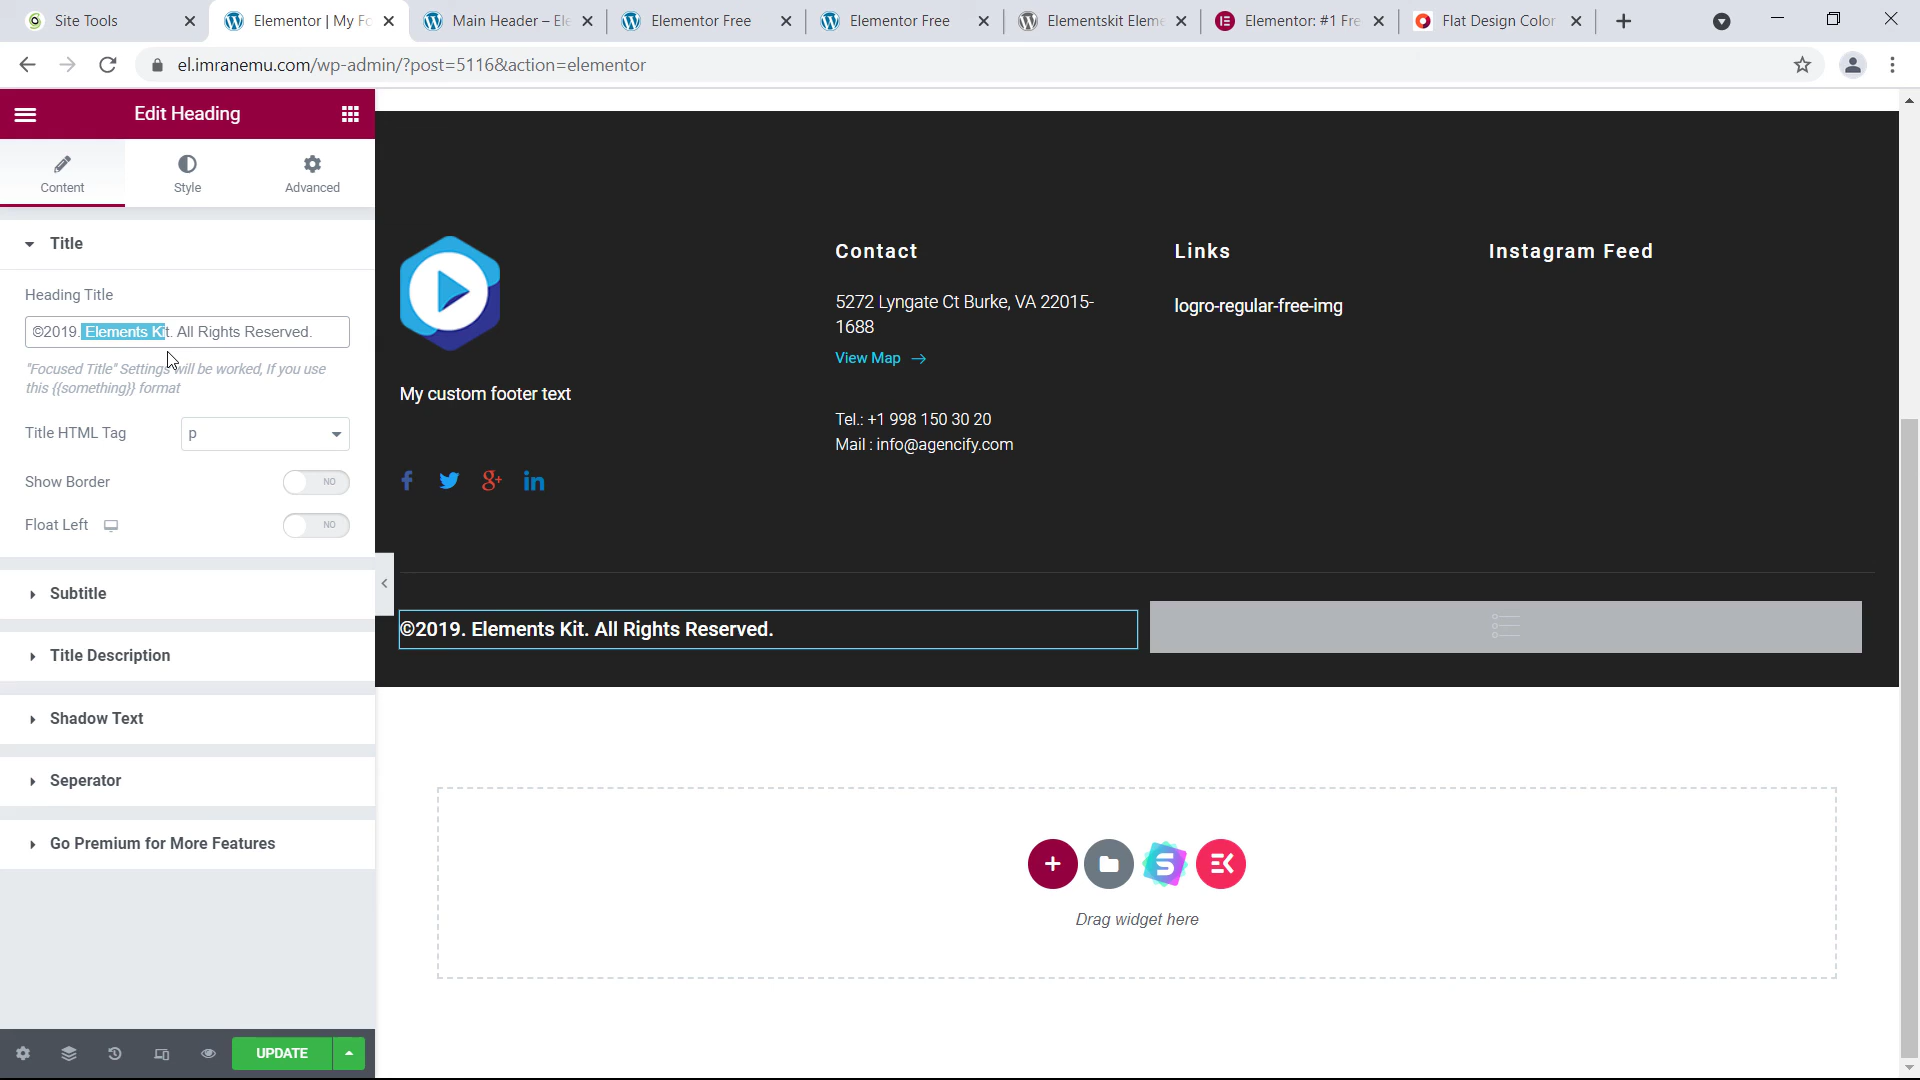 Site Tools
Elementor | My Fo
Main Header – Ele
Elementor Free
Elementor Free
Elementskit Eleme
Elementor: #1 Fre
Flat Design Color
el.imranemu.com/wp-admin/?post=5116&action=elementor
Edit Heading
Content
Style
Advanced
Title
Heading Title
©2019. Elements Kit. All Rights Reserved.
"Focused Title" Settings will be worked, If you use
this {{something}} format
Title HTML Tag
p
Show Border
NO
Float Left
NO
Subtitle
Title Description
Shadow Text
Seperator
Go Premium for More Features
UPDATE
My custom footer text
Contact
5272 Lyngate Ct Burke, VA 22015-
1688
View Map
Tel.: +1 998 150 30 20
Mail : info@agencify.com
Links
logro-regular-free-img
Instagram Feed
©2019. Elements Kit. All Rights Reserved.
Drag widget here